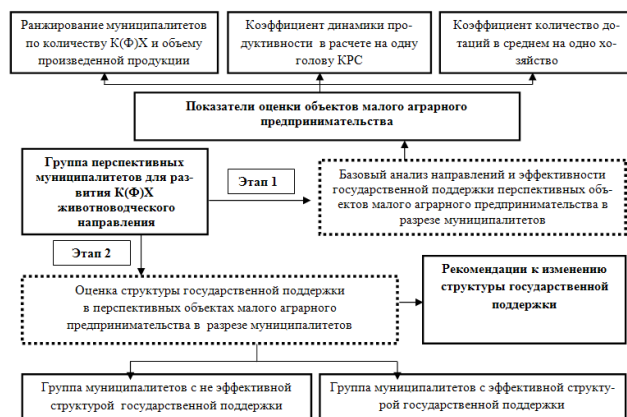 Ранжирование муниципалитетов
по количеству К(Ф)Х и объему
произведенной продукции
Коэффициент динамики про-
дуктивности в расчете на одну
голову КРС
Коэффициент количество до-
таций в среднем на одно хо-
зяйство
Показатели оценки объектов малого аграрного
предпринимательства
Группа перспективных
муниципалитетов для раз-
вития К(Ф)Х
животноводческого
направления
Этап 1
Базовый анализ направлений и эффективности
государственной поддержки перспективных объ-
ектов малого аграрного предпринимательства в
разрезе муниципалитетов
Этап 2
Оценка структуры государственной поддержки
в перспективных объектах малого аграрного
предпринимательства в разрезе муниципалитетов
Рекомендации к изменению
структуры государственной
поддержки
Группа муниципалитетов с не эффективной
структурой государственной поддержки
Группа муниципалитетов с эффективной структу-
рой государственной поддержки